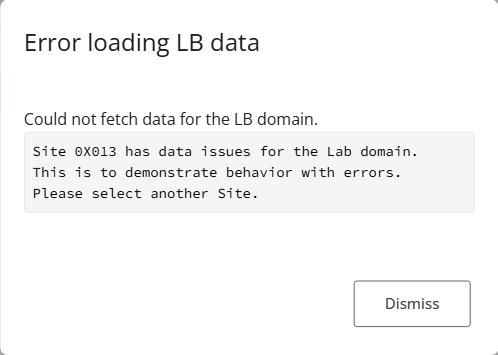 Error loading LB data
Could not fetch data for the LB domain.
Site 0X013 has data issues for the Lab domain.
This is to demonstrate behavior with errors.
Please select another Site.
Dismiss